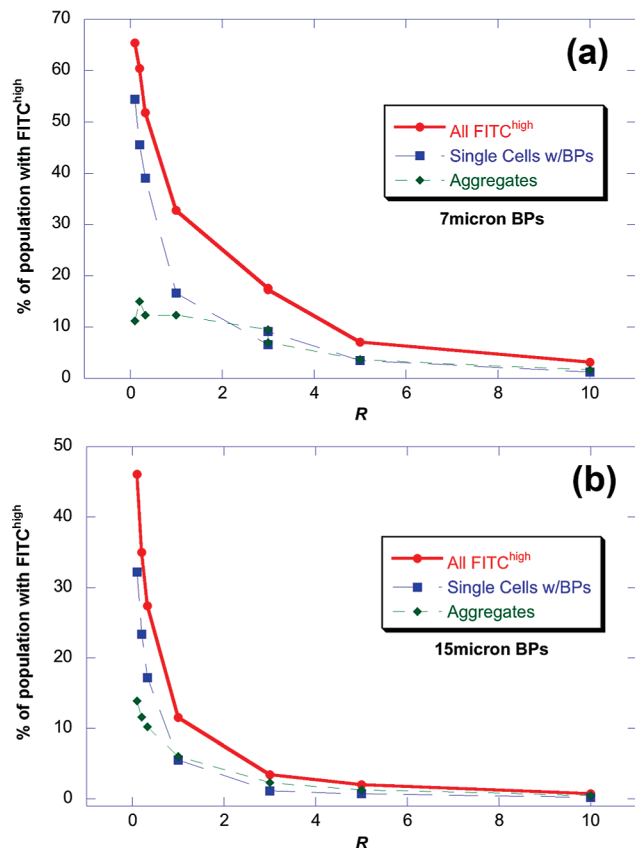 70
60
50
40
30
20
10
0
% of population with FITChigh
(a)
All FITChigh
Single Cells w/BPs
Aggregates
7micron BPs
0 2 4 6 8 10
R
50
40
30
20
10
0
% of population with FITChigh
(b)
All FITChigh
Single Cells w/BPs
Aggregates
15micron BPs
0 2 4 6 8 10
R